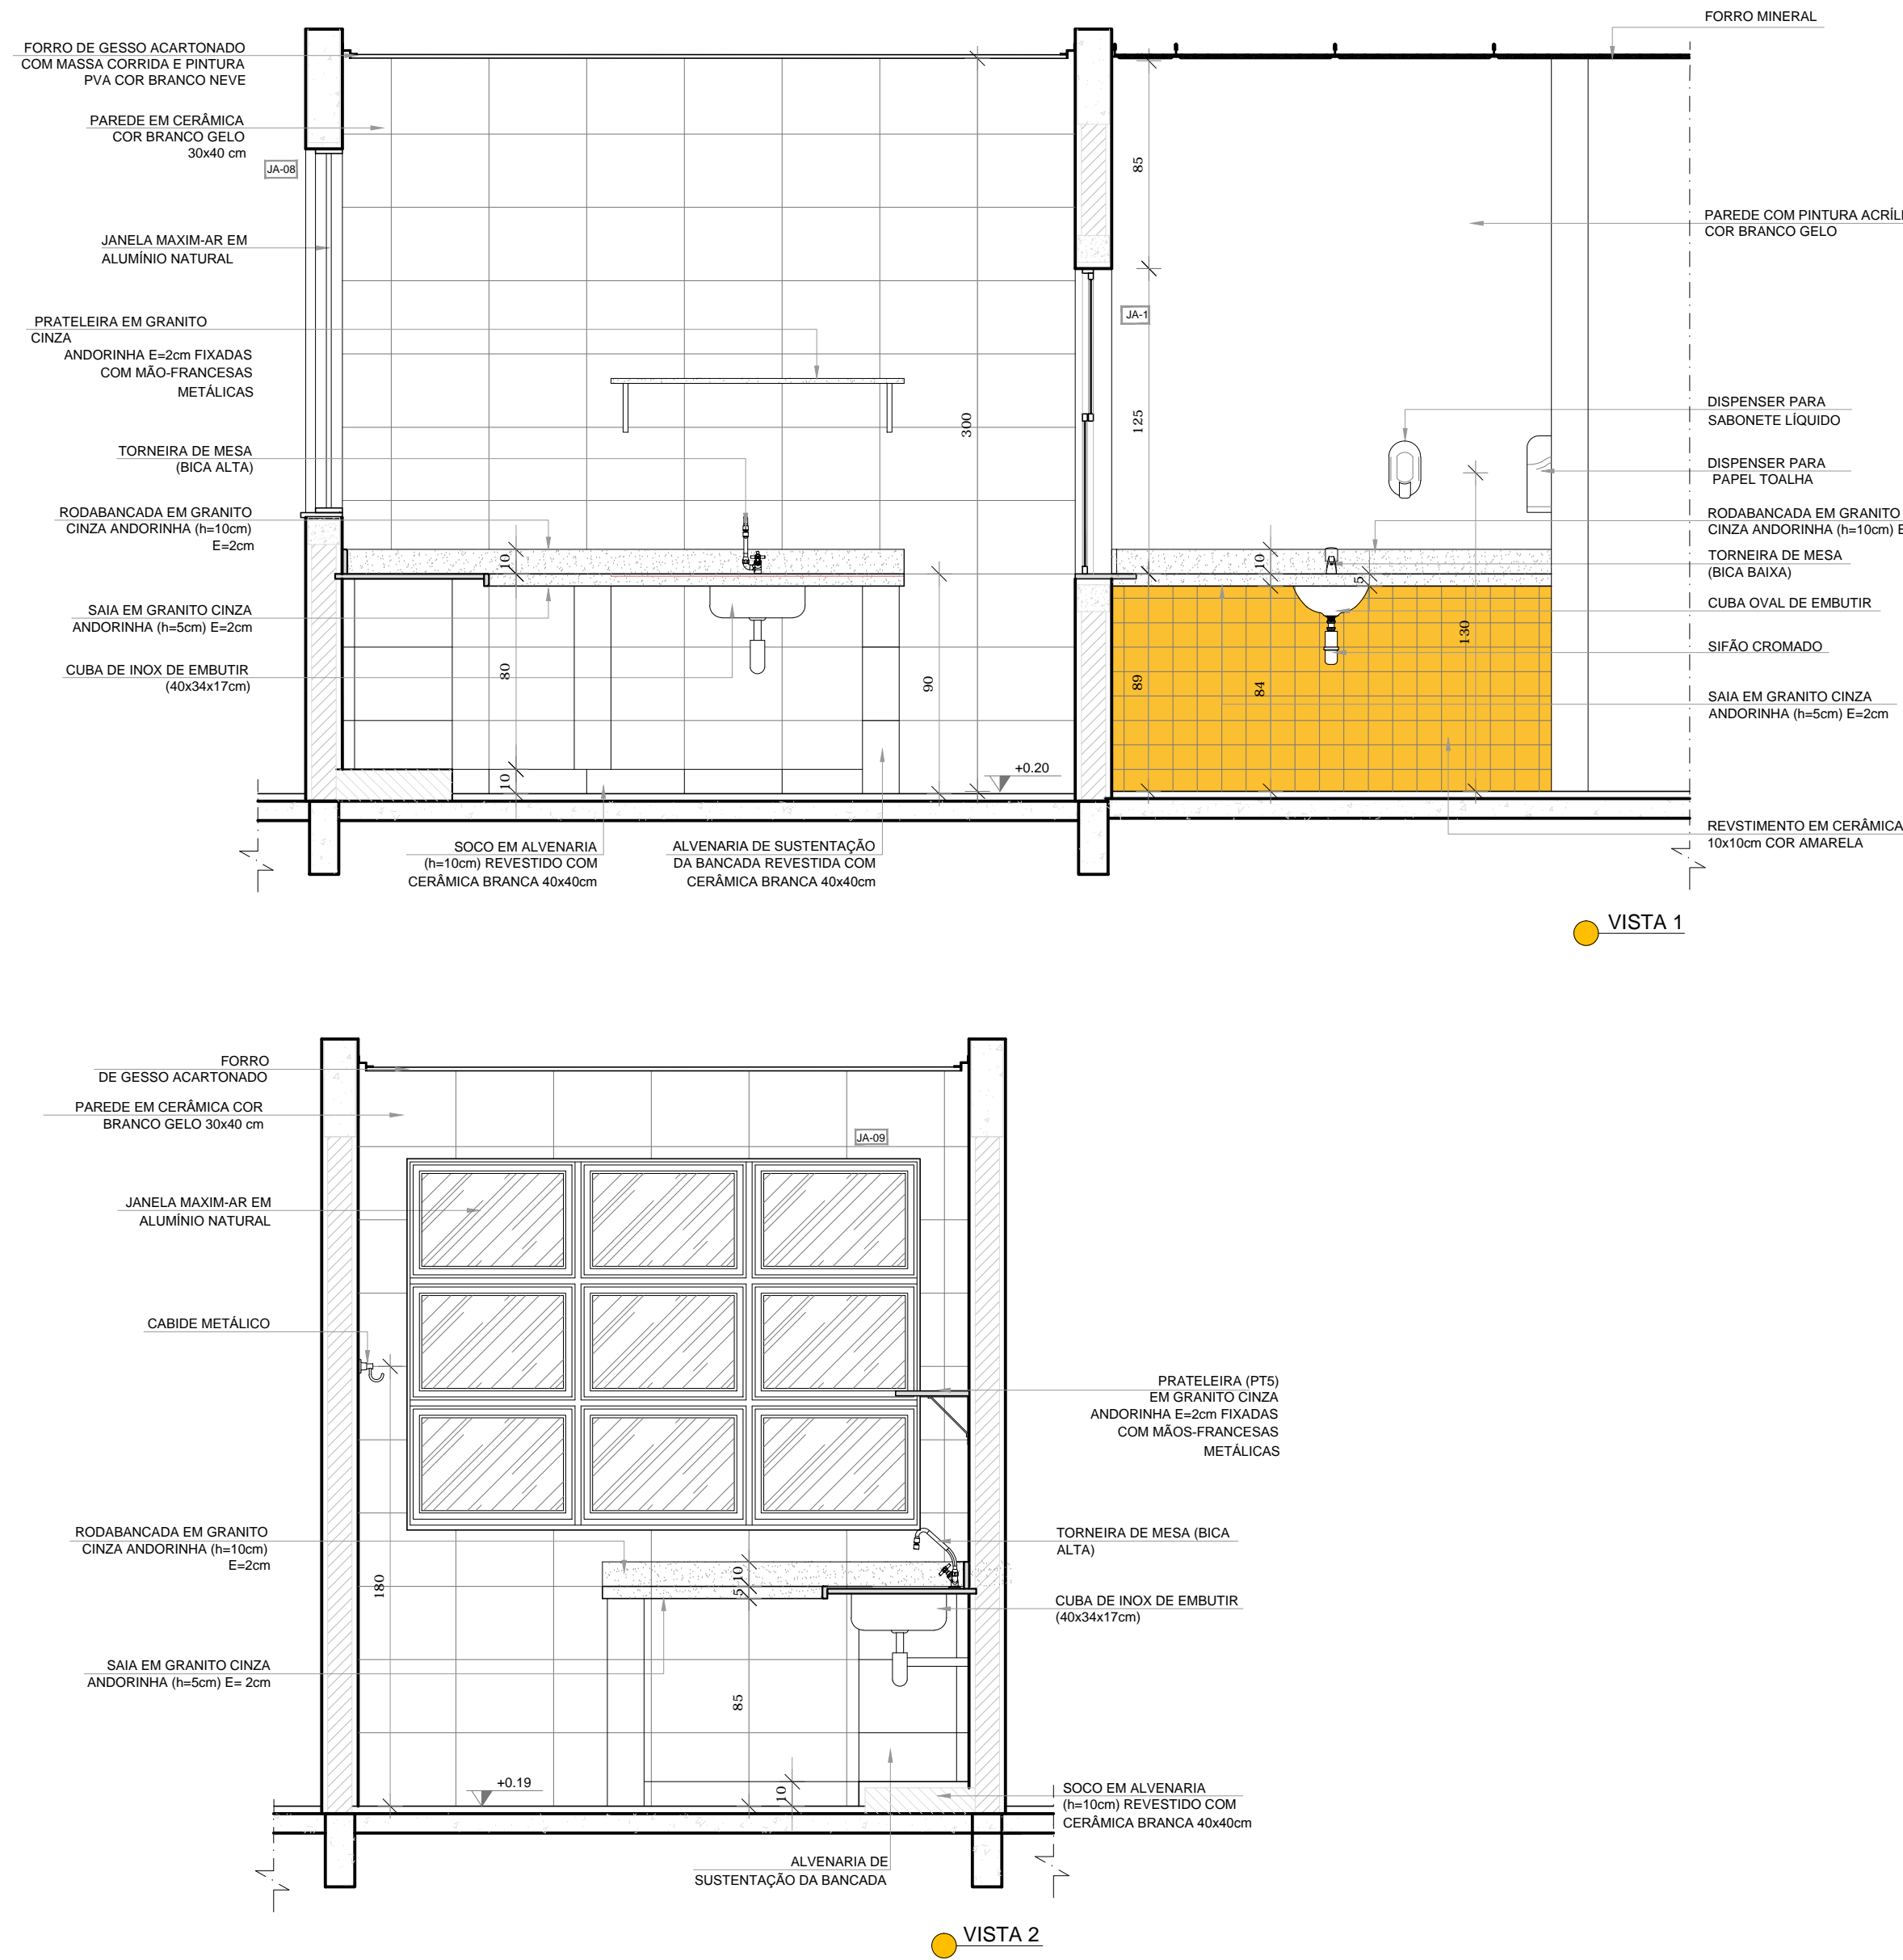 FORRO MINERAL
FORRO DE GESSO ACARTONADO
COM MASSA CORRIDA E PINTURA
PVA COR BRANCO NEVE
PAREDE EM CERÂMICA
COR BRANCO GELO
30x40 cm
JA-08
JANELA MAXIM-AR EM
ALUMÍNIO NATURAL
PRATELEIRA EM GRANITO
CINZA
ANDORINHA E=2cm FIXADAS
COM MÃO-FRANCESAS
METÁLICAS
TORNEIRA DE MESA
(BICA ALTA)
RODABANCADA EM GRANITO
CINZA ANDORINHA (h=10cm)
E=2cm
SAIA EM GRANITO CINZA
ANDORINHA (h=5cm) E=2cm
CUBA DE INOX DE EMBUTIR
(40x34x17cm)
10
80
10
300
90
+0.20
85
JA-1
125
89
10
84
5
130
PAREDE COM PINTURA ACRÍL
COR BRANCO GELO
DISPENSER PARA
SABONETE LÍQUIDO
DISPENSER PARA
PAPEL TOALHA
RODABANCADA EM GRANITO
CINZA ANDORINHA (h=10cm) E
TORNEIRA DE MESA
(BICA BAIXA)
CUBA OVAL DE EMBUTIR
SIFÃO CROMADO
SAIA EM GRANITO CINZA
ANDORINHA (h=5cm) E=2cm
REVSTIMENTO EM CERÂMICA
10x10cm COR AMARELA
SOCO EM ALVENARIA
(h=10cm) REVESTIDO COM
CERÂMICA BRANCA 40x40cm
ALVENARIA DE SUSTENTAÇÃO
DA BANCADA REVESTIDA COM
CERÂMICA BRANCA 40x40cm
VISTA 1
FORRO
DE GESSO ACARTONADO
PAREDE EM CERÂMICA COR
BRANCO GELO 30x40 cm
JA-09
JANELA MAXIM-AR EM
ALUMÍNIO NATURAL
CABIDE METÁLICO
RODABANCADA EM GRANITO
CINZA ANDORINHA (h=10cm)
E=2cm
SAIA EM GRANITO CINZA
ANDORINHA (h=5cm) E= 2cm
180
10
5
85
10
+0.19
PRATELEIRA (PT5)
EM GRANITO CINZA
ANDORINHA E=2cm FIXADAS
COM MÃOS-FRANCESAS
METÁLICAS
TORNEIRA DE MESA (BICA
ALTA)
CUBA DE INOX DE EMBUTIR
(40x34x17cm)
SOCO EM ALVENARIA
(h=10cm) REVESTIDO COM
CERÂMICA BRANCA 40x40cm
ALVENARIA DE
SUSTENTAÇÃO DA BANCADA
VISTA 2